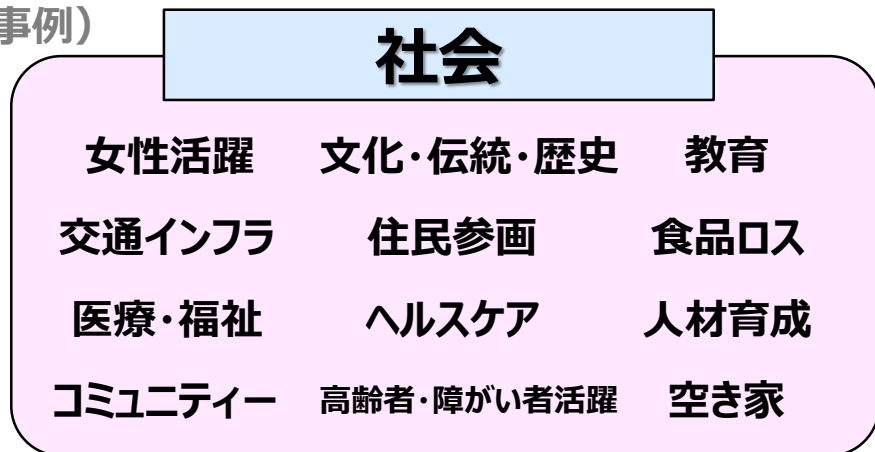 事例）
社会
女性活躍 文化・伝統・歴史 教育
交通インフラ 住民参画 食品ロス
医療・福祉 ヘルスケア 人材育成
コミュニティー 高齢者・障がい者活躍 空き家